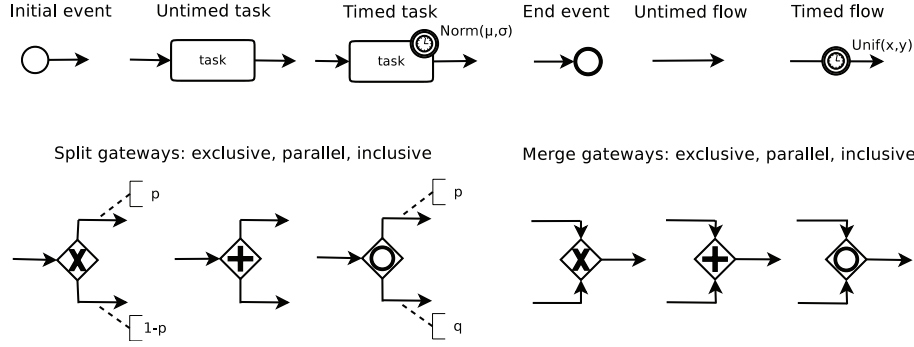 Initial event Untimed task Timed task End event Untimed flow Timed flow
Norm(μ,σ)
Unif(x,y)
task task
Split gateways: exclusive, parallel, inclusive Merge gateways: exclusive, parallel, inclusive
p p
1-p q